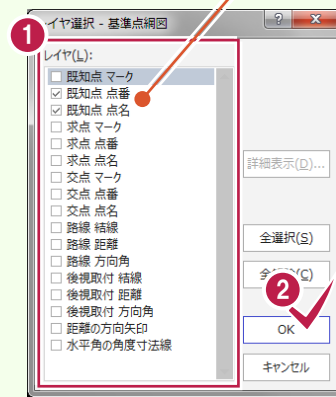 レイヤ選択 - 基準点網図
1
レイヤ(L):
既知点 マーク
既知点 点番
既知点 点名
求点 マーク
求点 点番
求点 点名
交点 マーク
交点 点番
交点 点名
路線 結線
路線 距離
路線 方向角
後視取付 結線
後視取付 距離
後視取付 方向角
距離の方向矢印
水平角の角度寸法線
詳細表示(D)...
全選択(S)
2
OK
キャンセル